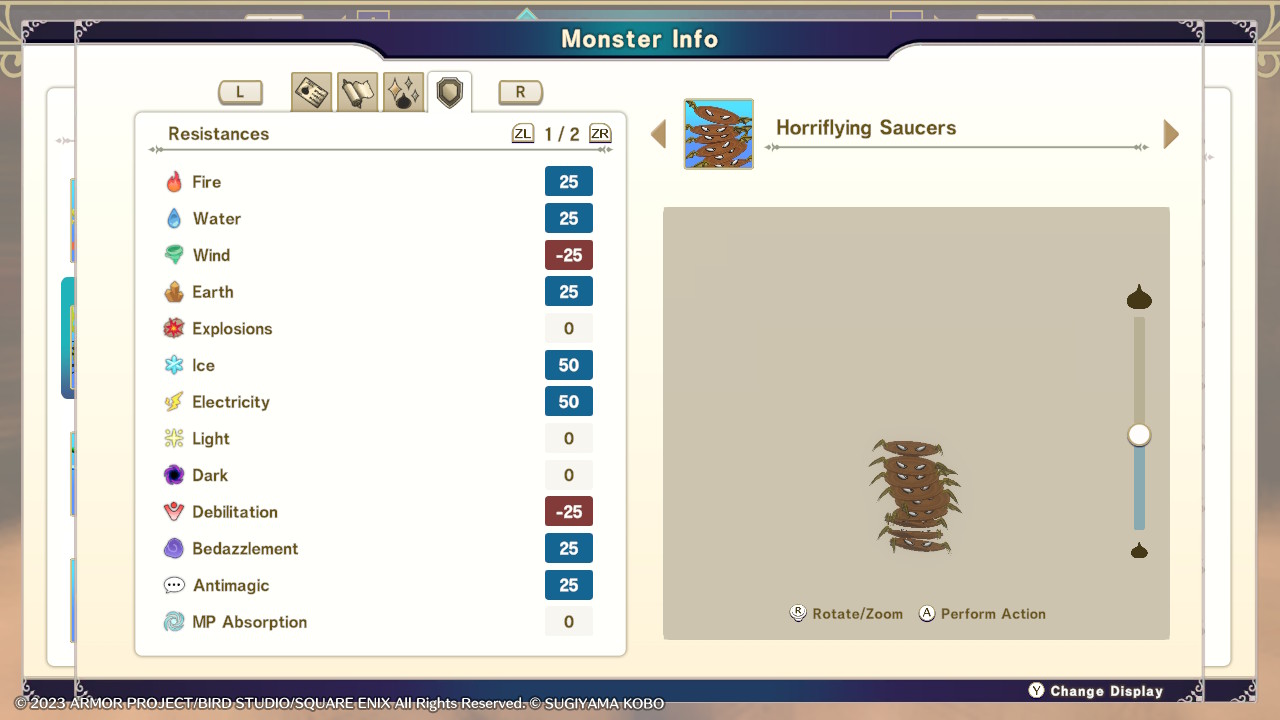 Monster Info
L
R
Resistances
ZL 1 / 2 ZR
Fire 25
Water 25
Wind -25
Earth 25
Explosions 0
Ice 50
Electricity 50
Light 0
Dark 0
Debilitation -25
Bedazzlement 25
Antimagic 25
MP Absorption 0
Horriflying Saucers
R Rotate/Zoom A Perform Action
Y Change Display
© 2023 ARMOR PROJECT/BIRD STUDIO/SQUARE ENIX All Rights Reserved. © SUGIYAMA KOBO